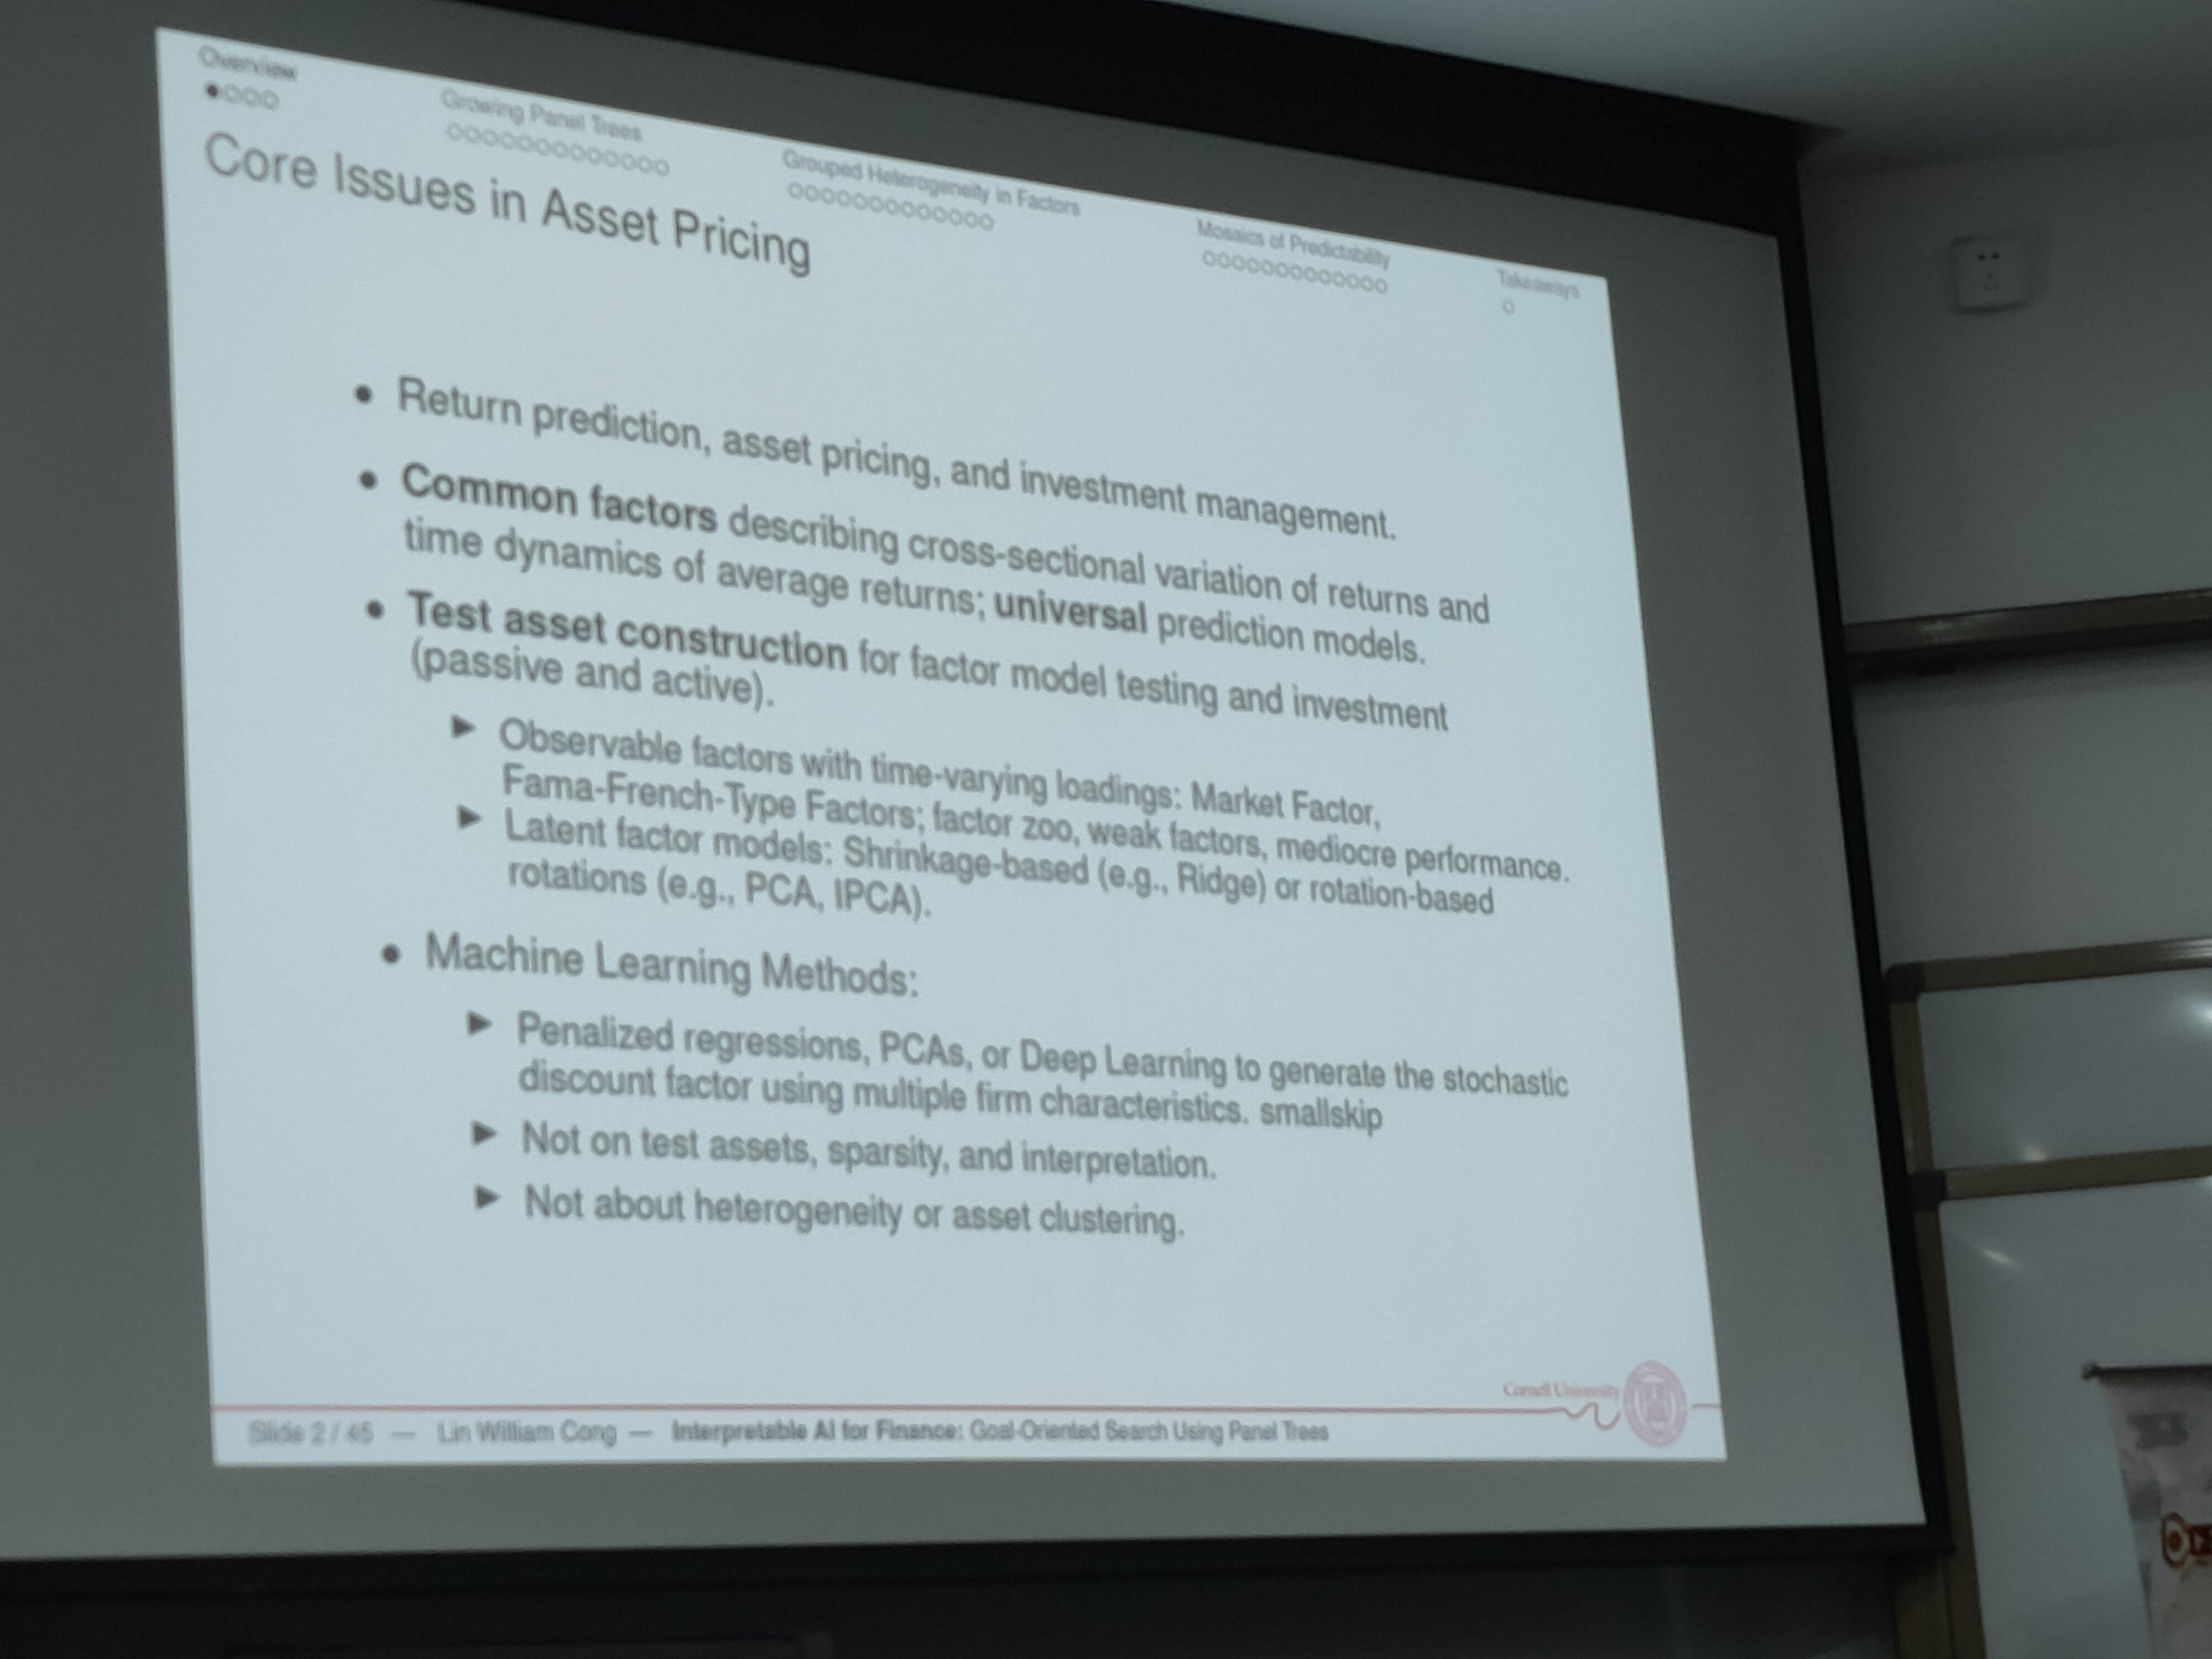 Overview
Growing Panel Trees
Grouped Heterogeneity in Factors
Mosaics of Predictability
Takeaways
Core Issues in Asset Pricing
• Return prediction, asset pricing, and investment management.
• Common factors describing cross-sectional variation of returns and
time dynamics of average returns; universal prediction models.
• Test asset construction for factor model testing and investment
(passive and active).
▶ Observable factors with time-varying loadings: Market Factor,
Fama-French-Type Factors; factor zoo, weak factors, mediocre performance.
▶ Latent factor models: Shrinkage-based (e.g., Ridge) or rotation-based
rotations (e.g., PCA, IPCA).
• Machine Learning Methods:
▶ Penalized regressions, PCAs, or Deep Learning to generate the stochastic
discount factor using multiple firm characteristics. smallskip
▶ Not on test assets, sparsity, and interpretation.
▶ Not about heterogeneity or asset clustering.
Cornell University
Slide 2 / 45 — Lin William Cong — Interpretable AI for Finance: Goal-Oriented Search Using Panel Trees